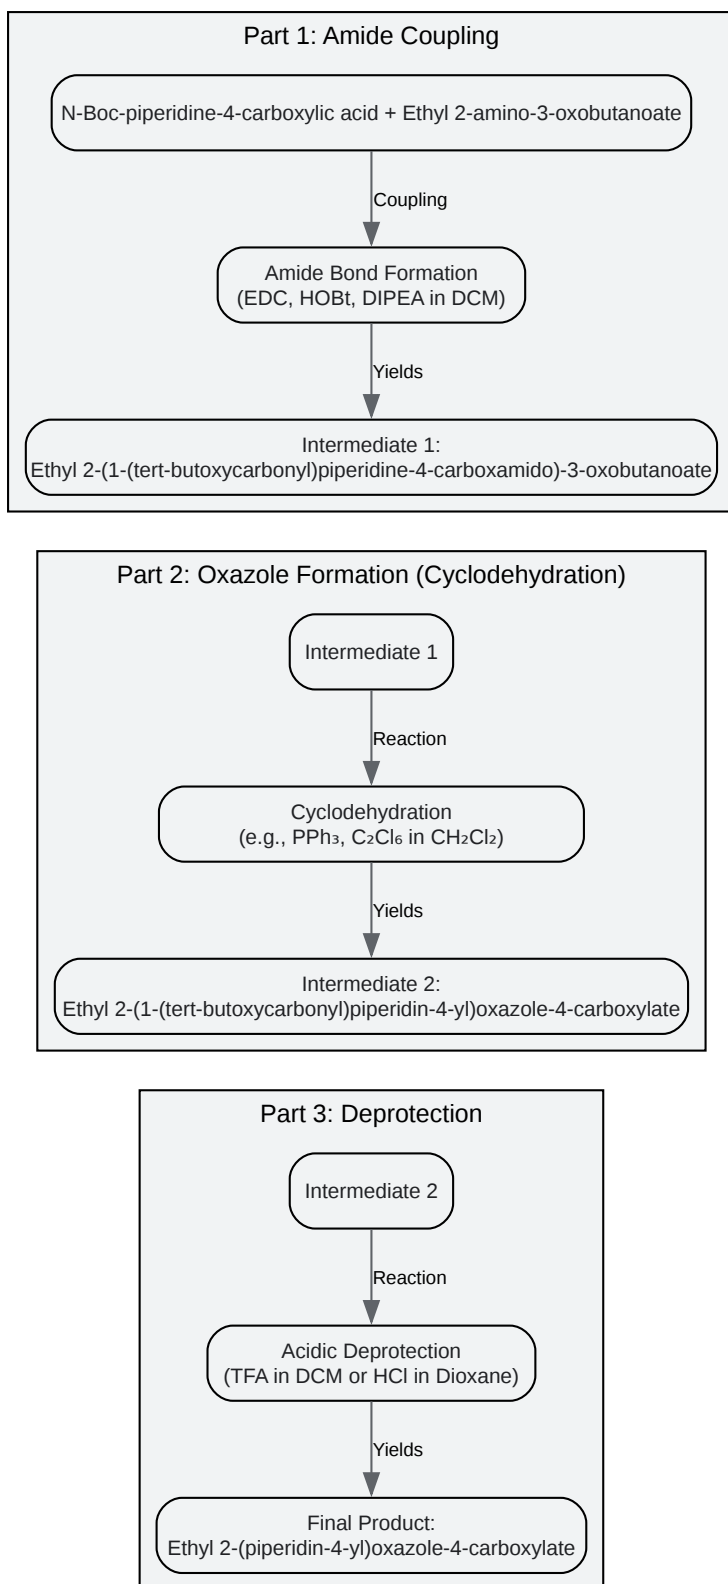 Part 1: Amide Coupling
N-Boc-piperidine-4-carboxylic acid + Ethyl 2-amino-3-oxobutanoate
Coupling
Amide Bond Formation
(EDC, HOBt, DIPEA in DCM)
Yields
Intermediate 1:
Ethyl 2-(1-(tert-butoxycarbonyl)piperidine-4-carboxamido)-3-oxobutanoate
Part 2: Oxazole Formation (Cyclodehydration)
Intermediate 1
Reaction
Cyclodehydration
(e.g., PPh₃, C₂Cl₆ in CH₂Cl₂)
Yields
Intermediate 2:
Ethyl 2-(1-(tert-butoxycarbonyl)piperidin-4-yl)oxazole-4-carboxylate
Part 3: Deprotection
Intermediate 2
Reaction
Acidic Deprotection
(TFA in DCM or HCl in Dioxane)
Yields
Final Product:
Ethyl 2-(piperidin-4-yl)oxazole-4-carboxylate